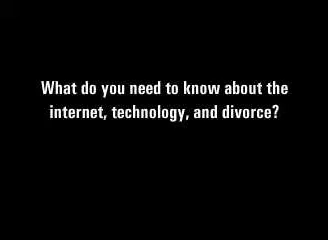 What do you need to know about the
internet, technology, and divorce?